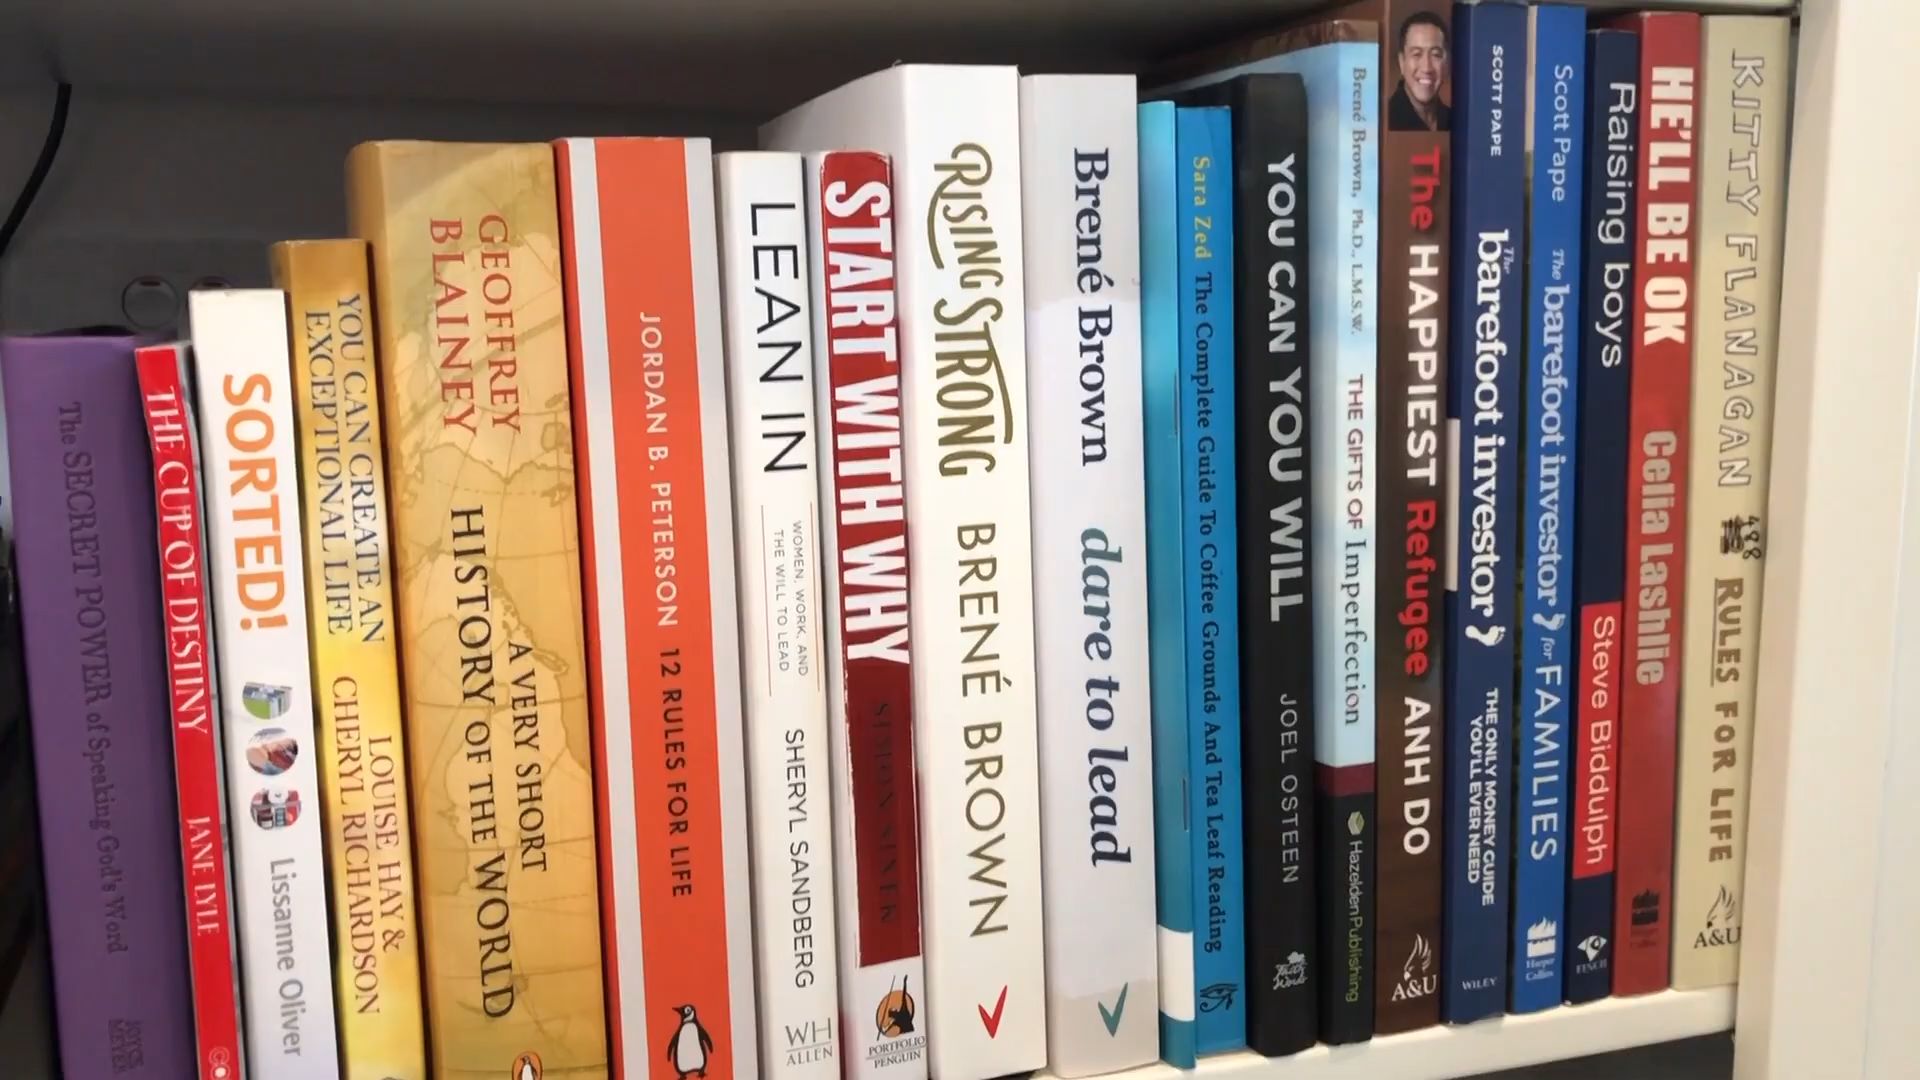 The SECRET POWER of Speaking God's Word
JOYCE
MEYER
THE CUP OF DESTINY JANE LYLE
SORTED! Lissanne Oliver
YOU CAN CREATE AN
EXCEPTIONAL LIFE
LOUISE HAY &
CHERYL RICHARDSON
GEOFFREY
BLAINEY
A VERY SHORT
HISTORY OF THE WORLD
JORDAN B. PETERSON 12 RULES FOR LIFE
LEAN IN
WOMEN, WORK, AND
THE WILL TO LEAD
SHERYL SANDBERG
WH
ALLEN
START WITH WHY SIMON SINEK
PORTFOLIO
PENGUIN
RISING STRONG BRENÉ BROWN
Brené Brown dare to lead
Sara Zed The Complete Guide To Coffee Grounds And Tea Leaf Reading
YOU CAN YOU WILL JOEL OSTEEN
Faith
Words
Brené Brown, Ph.D., L.M.S.W. THE GIFTS OF Imperfection
HazeldenPublishing
The HAPPIEST Refugee ANH DO
A&U
SCOTT PAPE The barefoot investor
THE ONLY MONEY GUIDE
YOU'LL EVER NEED
WILEY
Scott Pape The barefoot investor for FAMILIES
Harper
Collins
Raising boys Steve Biddulph
FINCH
HE'LL BE OK Celia Lashlie
KITTY FLANAGAN 488 RULES FOR LIFE
A&U